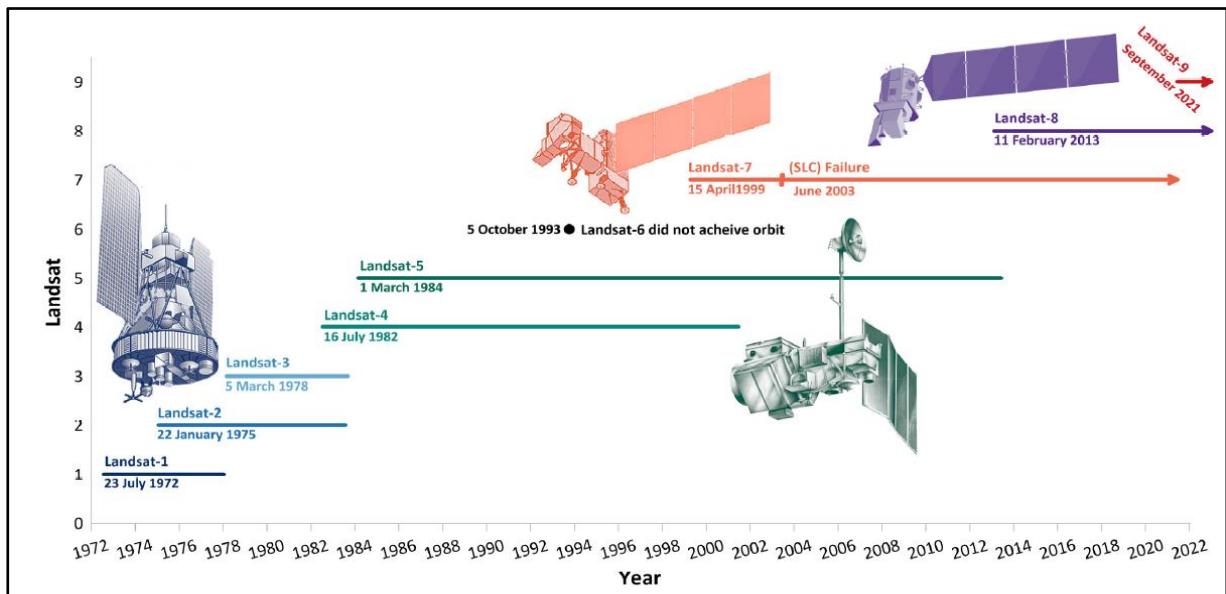 Landsat-9
September 2021
9
Landsat-8
11 February 2013
8
Landsat-7 (SLC) Failure
15 April1999 June 2003
7
5 October 1993 Landsat-6 did not acheive orbit
6
Landsat-5
1 March 1984
5
Landsat-4
16 July 1982
4
Landsat-3
5 March 1978
3
Landsat-2
22 January 1975
2
Landsat-1
23 July 1972
1
0
Landsat
1972 1974 1976 1978 1980 1982 1984 1986 1988 1990 1992 1994 1996 1998 2000 2002 2004 2006 2008 2010 2012 2014 2016 2018 2020 2022
Year